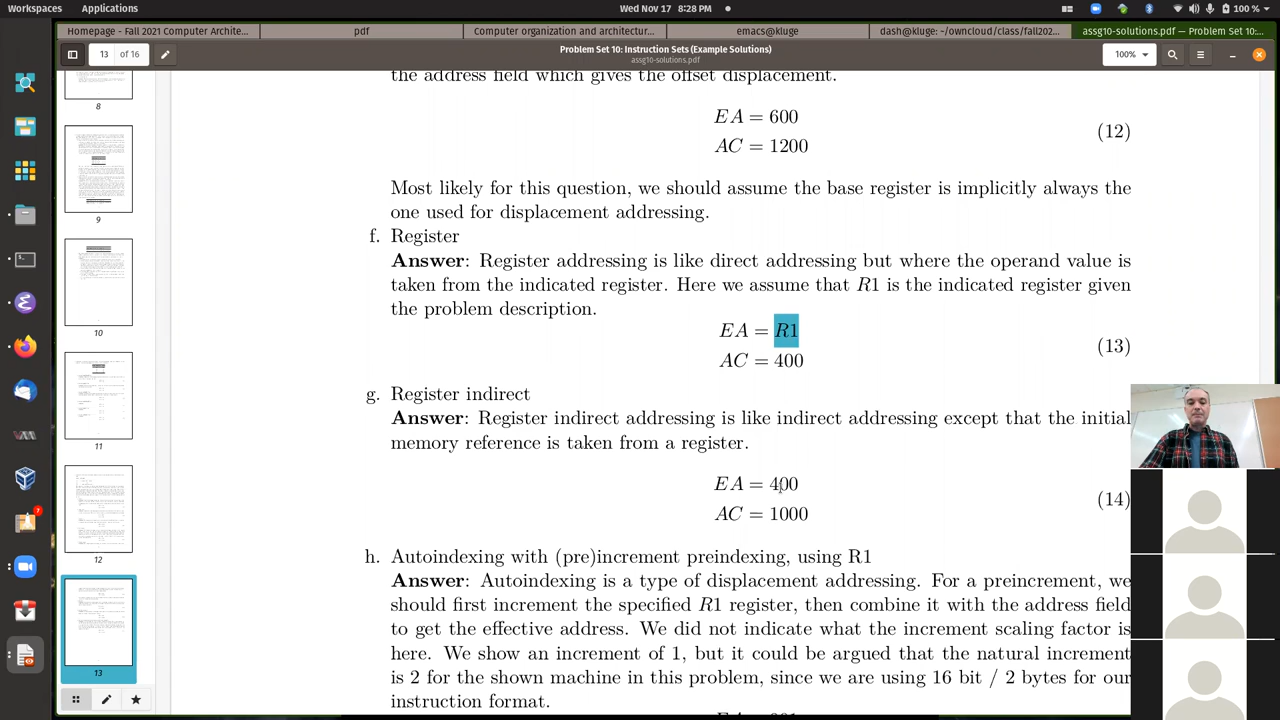 Workspaces Applications Wed Nov 17 8:28 PM 100 %
Homepage - Fall 2021 Computer Archite... pdf Computer organization and architectur... emacs@kluge dash@kluge: ~/owncloud/class/fall202... assg10-solutions.pdf — Problem Set 10:...
13 of 16 Problem Set 10: Instruction Sets (Example Solutions) 100%
assg10-solutions.pdf
the address field which gives the offset displacement.
EA = 600
AC = 1200
(12)
Most likely for this question, we should assume the base register is implicitly always the
one used for displacement addressing.
f. Register
Answer: Register addressing is like direct addressing but where the operand value is
taken from the indicated register. Here we assume that R1 is the indicated register given
the problem description.
EA = R1
AC = 400
(13)
g. Register indirect
Answer: Register indirect addressing is like indirect addressing except that the initial
memory reference is taken from a register.
EA = 400
AC = 1000
(14)
h. Autoindexing with (pre)increment preindexing, using R1
Answer: Autoindexing is a type of displacement addressing. For a preincrement, we
should first increment the specified R1 register, then combine it with the address field
to get the effective address. We did not indicate what the increment scaling factor is
here. We show an increment of 1, but it could be argued that the natural increment
is 2 for the shown machine in this problem, since we are using 16 bit / 2 bytes for our
instruction format.
8
9
10
11
12
13
7